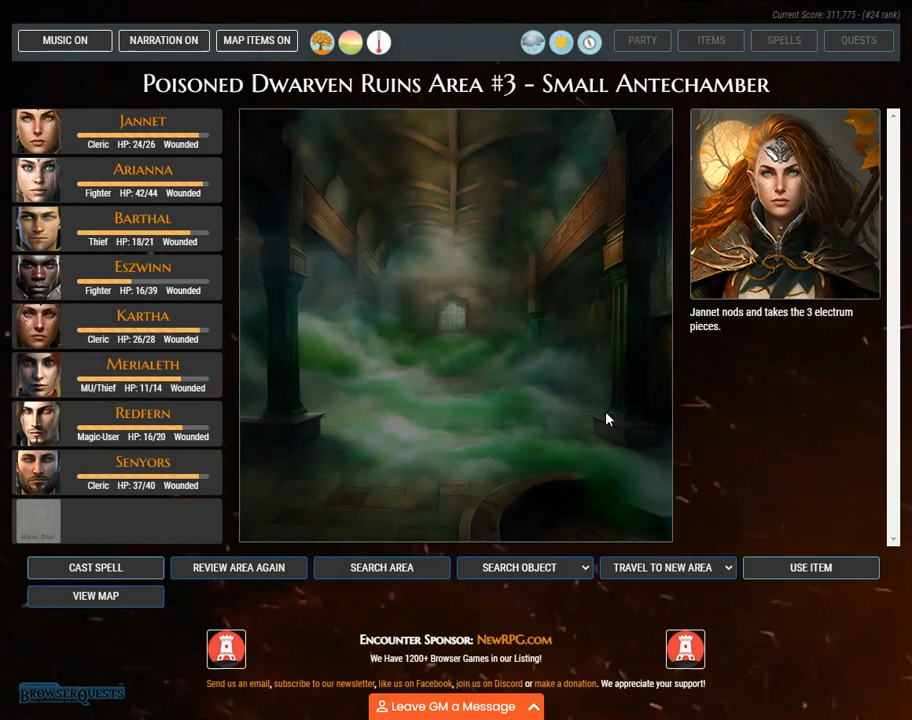 Current Score: 311,775 - (#24 rank)
MUSIC ON
NARRATION ON
MAP ITEMS ON
PARTY
ITEMS
SPELLS
QUESTS
Poisoned Dwarven Ruins Area #3 - Small Antechamber
Jannet
Cleric HP: 24/26 Wounded
Arianna
Fighter HP: 42/44 Wounded
Barthal
Thief HP: 18/21 Wounded
Eszwinn
Fighter HP: 16/39 Wounded
Kartha
Cleric HP: 26/28 Wounded
Merialeth
MU/Thief HP: 11/14 Wounded
Redfern
Magic-User HP: 16/20 Wounded
Senyors
Cleric HP: 37/40 Wounded
Jannet nods and takes the 3 electrum
pieces.
CAST SPELL
REVIEW AREA AGAIN
SEARCH AREA
SEARCH OBJECT
TRAVEL TO NEW AREA
USE ITEM
VIEW MAP
Encounter Sponsor: NewRPG.com
We Have 1200+ Browser Games in our Listing!
BrowserQuests
Send us an email, subscribe to our newsletter, like us on Facebook, join us on Discord or make a donation. We appreciate your support!
Leave GM a Message